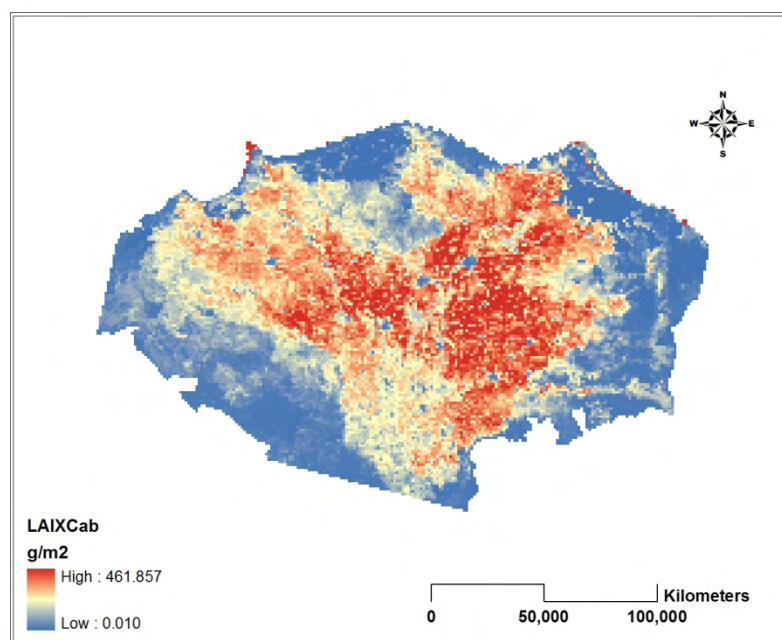 N
W E
S
LAIXCab
g/m2
High : 461.857
Low : 0.010
Kilometers
0 50,000 100,000